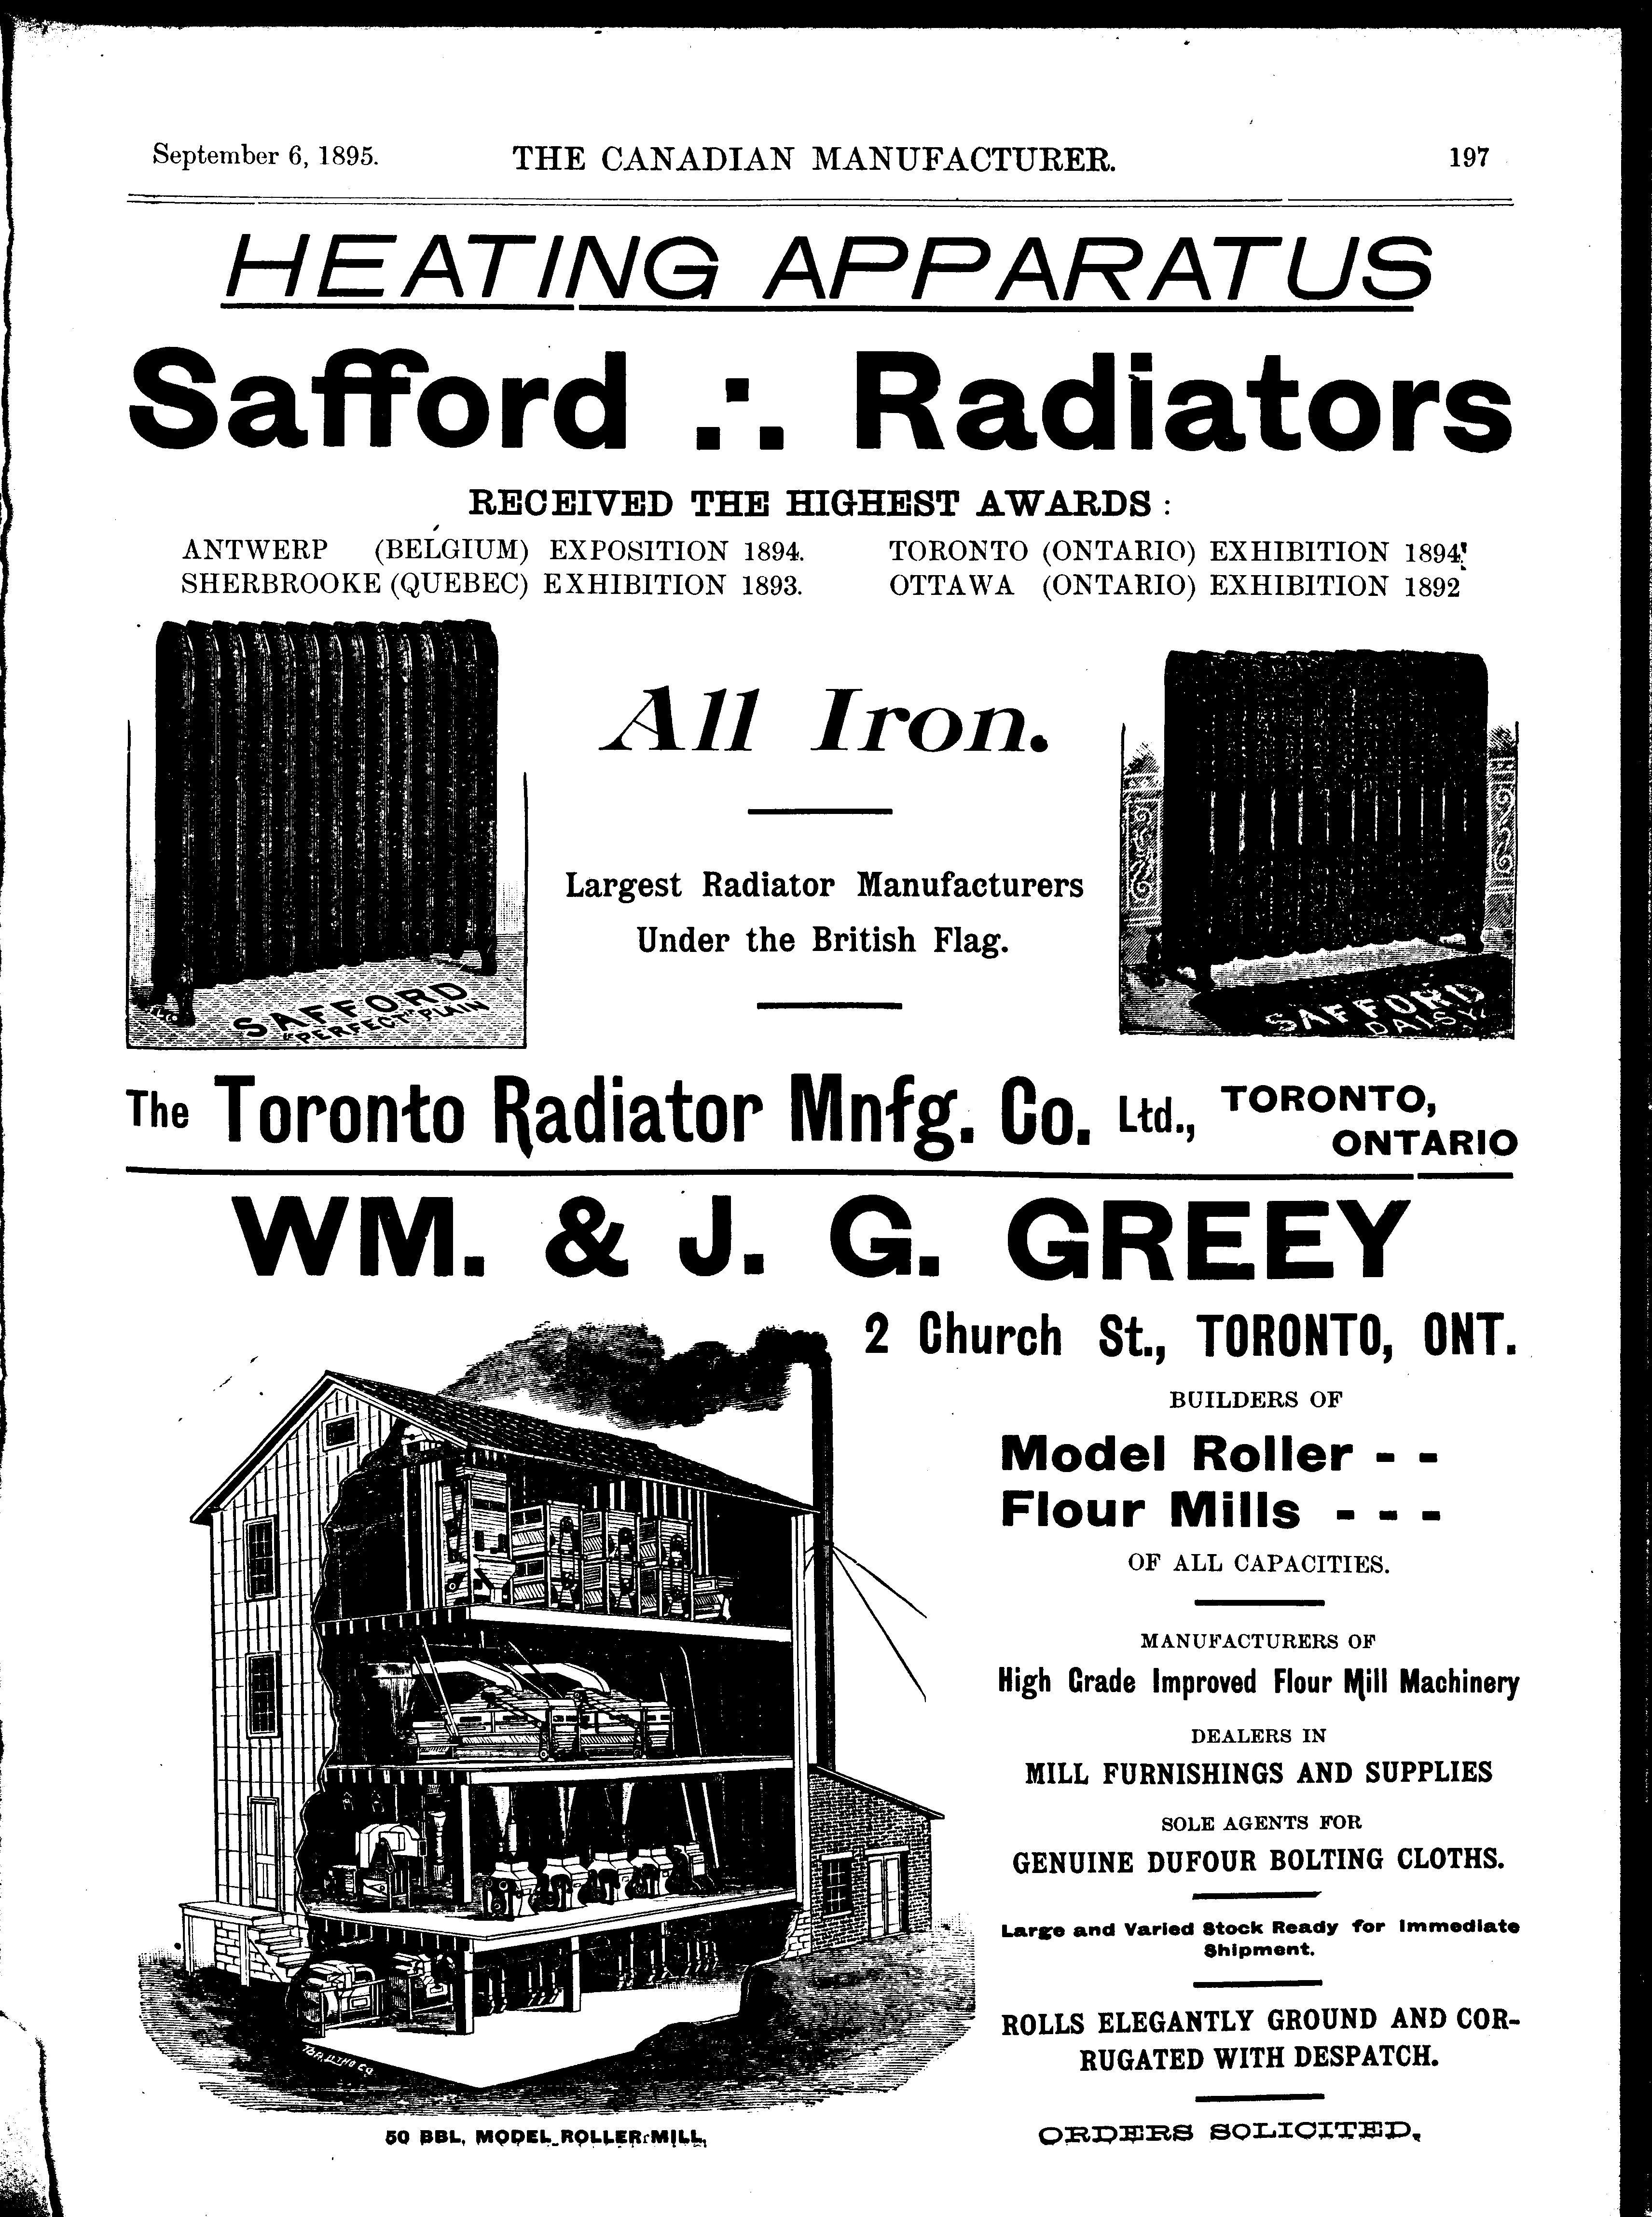 September 6, 1895. THE CANADIAN MANUFACTURER. 197
HEATING APPARATUS
Safford ∴ Radiators
RECEIVED THE HIGHEST AWARDS :
ANTWERP (BELGIUM) EXPOSITION 1894. TORONTO (ONTARIO) EXHIBITION 1894.
SHERBROOKE (QUEBEC) EXHIBITION 1893. OTTAWA (ONTARIO) EXHIBITION 1892
All Iron.
Largest Radiator Manufacturers
Under the British Flag.
SAFFORD
"PERFECT" PLAIN
SAFFORD
DAISY
The Toronto Radiator Mnfg. Co. Ltd., TORONTO,
ONTARIO
WM. & J. G. GREEY
2 Church St., TORONTO, ONT.
BUILDERS OF
Model Roller - -
Flour Mills - - -
OF ALL CAPACITIES.
MANUFACTURERS OF
High Grade Improved Flour Mill Machinery
DEALERS IN
MILL FURNISHINGS AND SUPPLIES
SOLE AGENTS FOR
GENUINE DUFOUR BOLTING CLOTHS.
Large and Varied Stock Ready for Immediate
Shipment.
ROLLS ELEGANTLY GROUND AND COR-
RUGATED WITH DESPATCH.
ORDERS SOLICITED.
TOR. LITHO CO
50 BBL. MODEL ROLLER MILL.